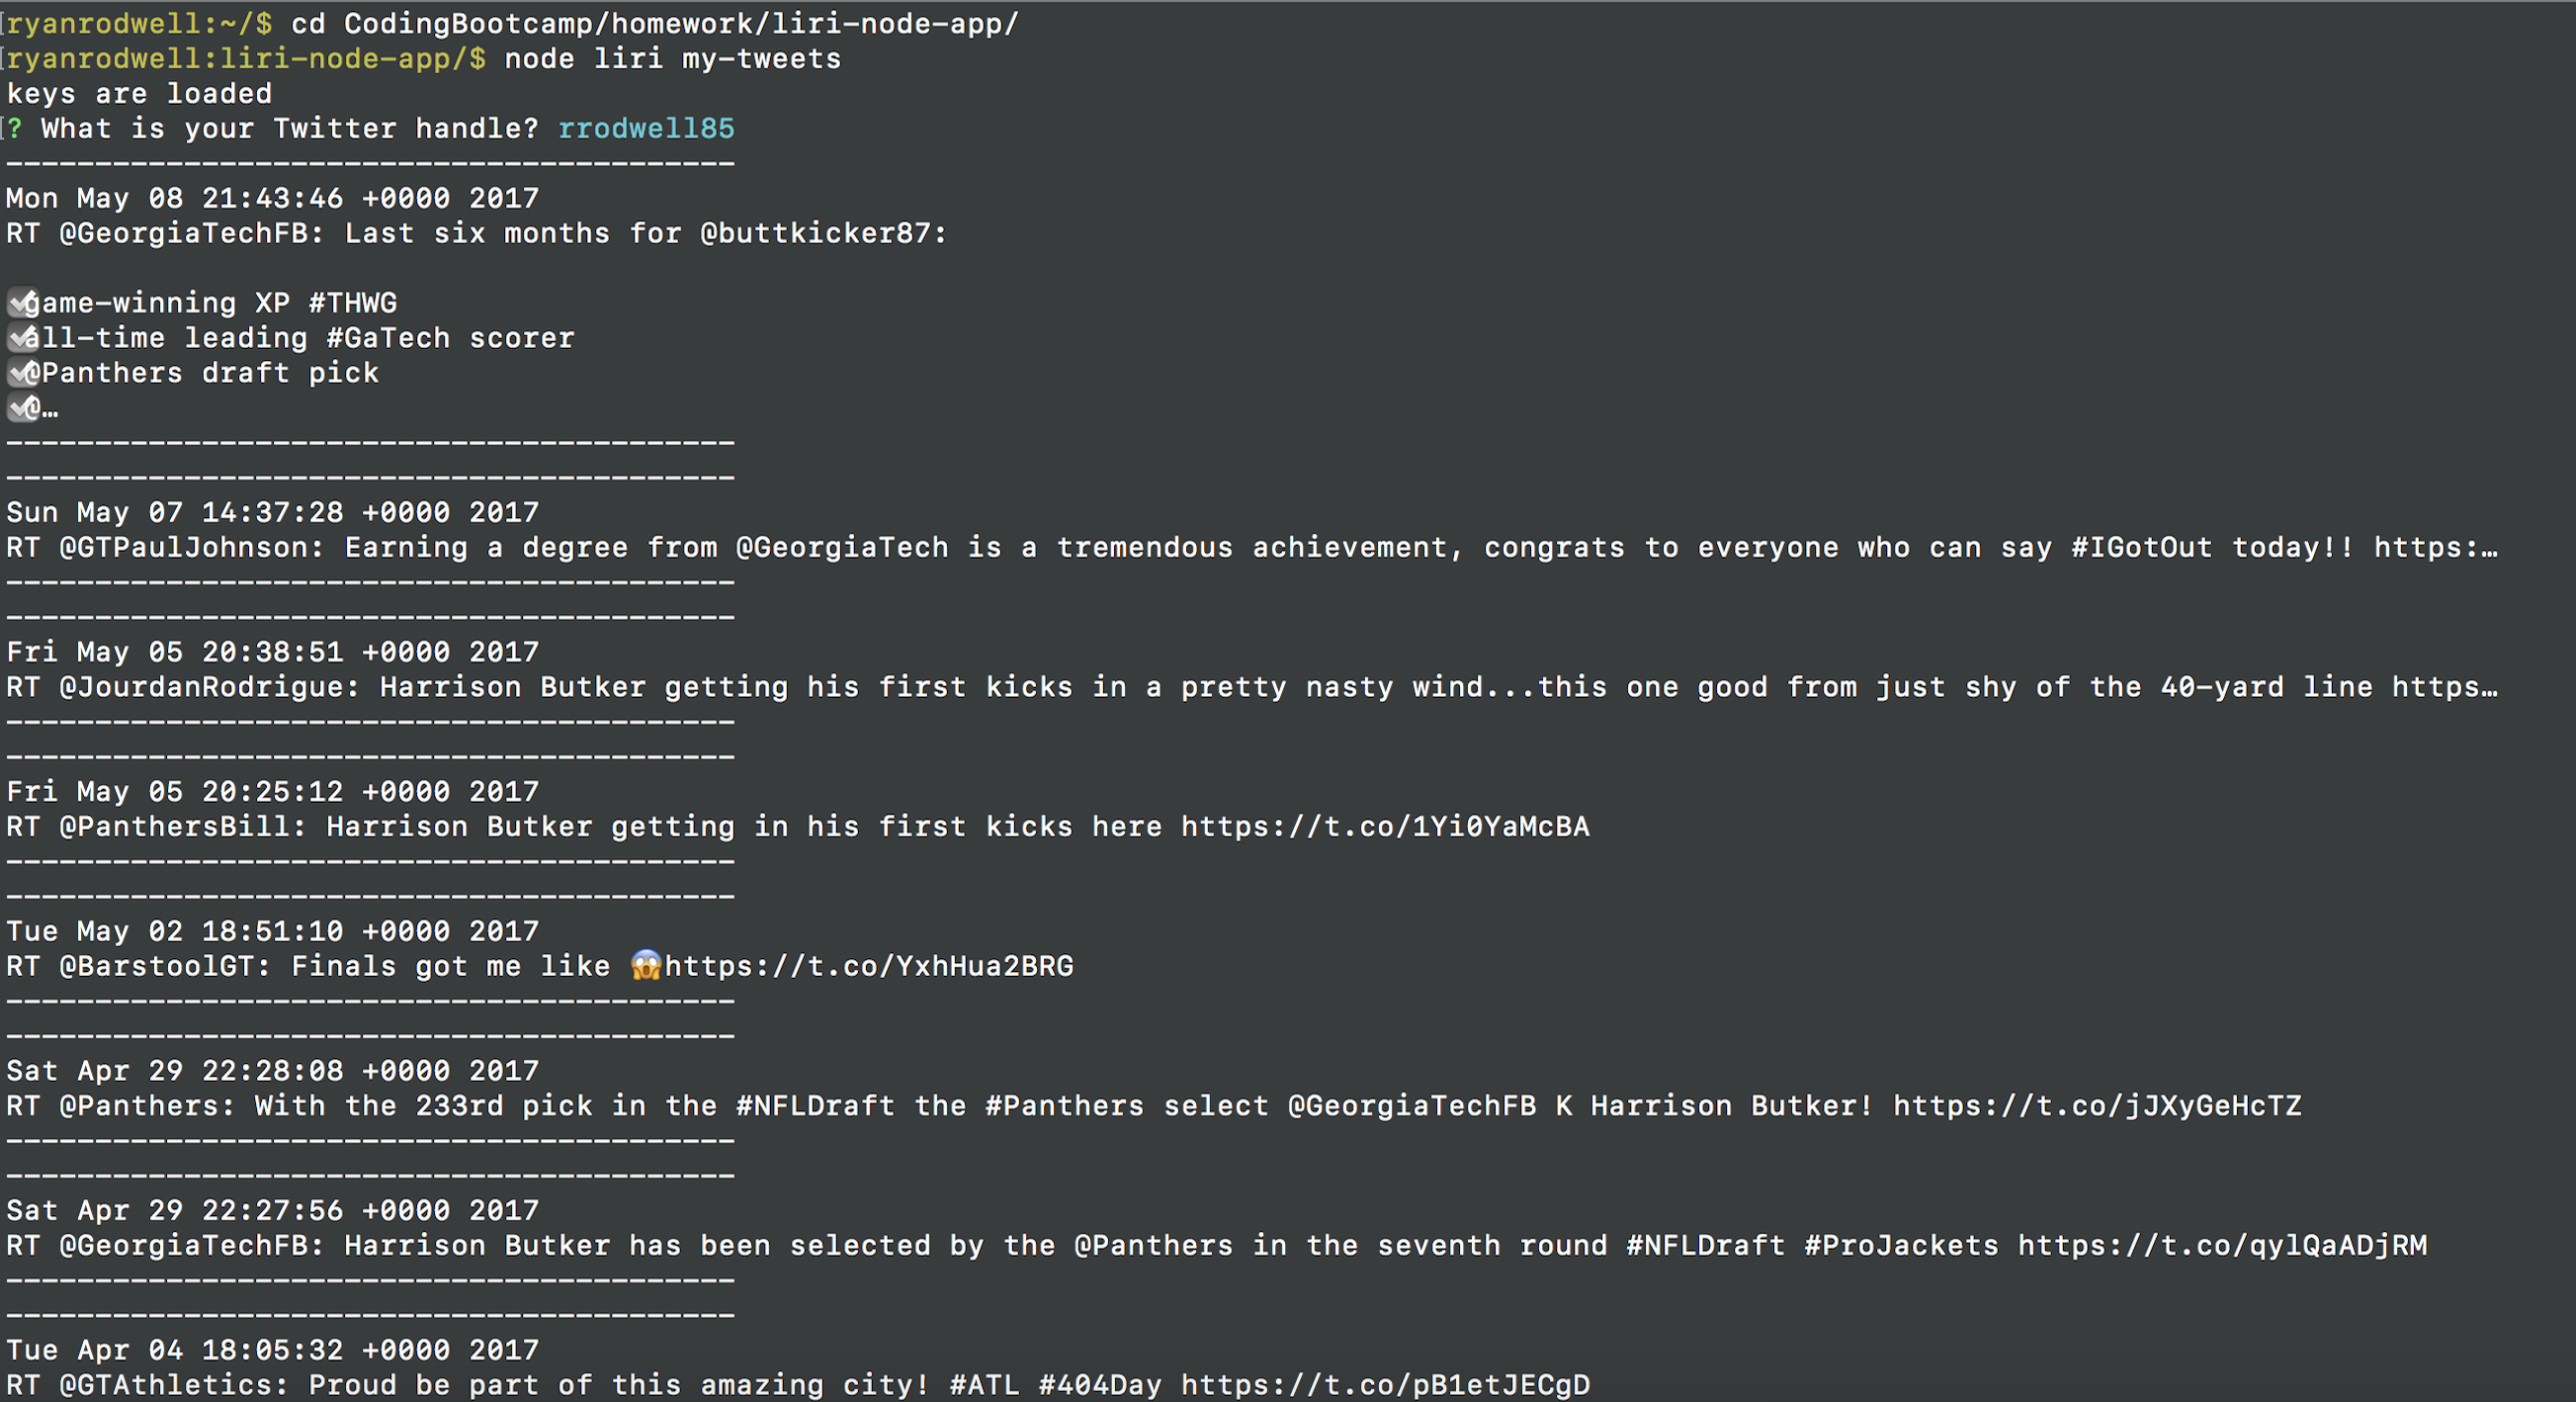 ryanrodwell:~/$ cd CodingBootcamp/homework/liri-node-app/
ryanrodwell:liri-node-app/$ node liri my-tweets
keys are loaded
? What is your Twitter handle? rrodwell85
-----------------------------------------
Mon May 08 21:43:46 +0000 2017
RT @GeorgiaTechFB: Last six months for @buttkicker87:

✔game-winning XP #THWG
✔all-time leading #GaTech scorer
✔@Panthers draft pick
✔@…
-----------------------------------------
-----------------------------------------
Sun May 07 14:37:28 +0000 2017
RT @GTPaulJohnson: Earning a degree from @GeorgiaTech is a tremendous achievement, congrats to everyone who can say #IGotOut today!! https:…
-----------------------------------------
-----------------------------------------
Fri May 05 20:38:51 +0000 2017
RT @JourdanRodrigue: Harrison Butker getting his first kicks in a pretty nasty wind...this one good from just shy of the 40-yard line https…
-----------------------------------------
-----------------------------------------
Fri May 05 20:25:12 +0000 2017
RT @PanthersBill: Harrison Butker getting in his first kicks here https://t.co/1Yi0YaMcBA
-----------------------------------------
-----------------------------------------
Tue May 02 18:51:10 +0000 2017
RT @BarstoolGT: Finals got me like 😱https://t.co/YxhHua2BRG
-----------------------------------------
-----------------------------------------
Sat Apr 29 22:28:08 +0000 2017
RT @Panthers: With the 233rd pick in the #NFLDraft the #Panthers select @GeorgiaTechFB K Harrison Butker! https://t.co/jJXyGeHcTZ
-----------------------------------------
-----------------------------------------
Sat Apr 29 22:27:56 +0000 2017
RT @GeorgiaTechFB: Harrison Butker has been selected by the @Panthers in the seventh round #NFLDraft #ProJackets https://t.co/qylQaADjRM
-----------------------------------------
-----------------------------------------
Tue Apr 04 18:05:32 +0000 2017
RT @GTAthletics: Proud be part of this amazing city! #ATL #404Day https://t.co/pB1etJECgD